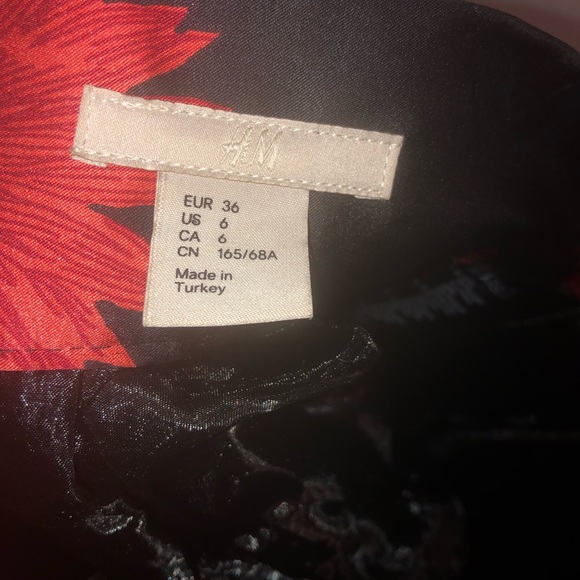 H&M
EUR 36
US 6
CA 6
CN 165/68A
Made in
Turkey